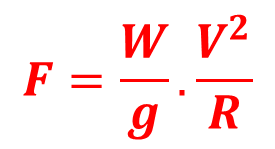 F = W/g . V²/R